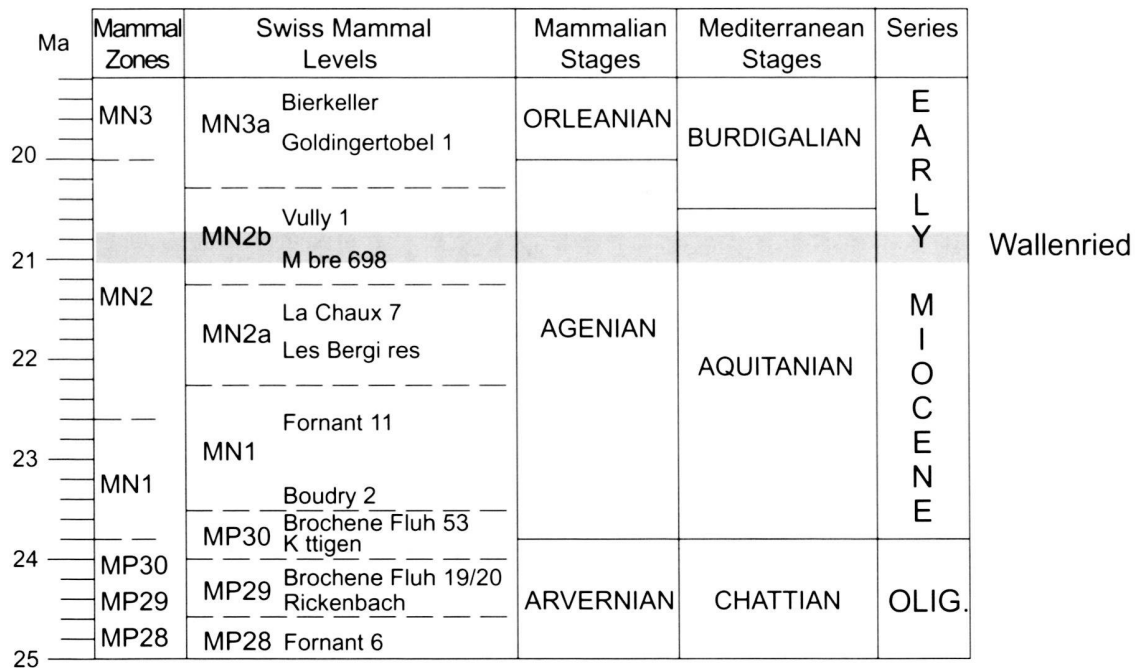 Ma
Mammal Zones
Swiss Mammal Levels
Mammalian Stages
Mediterranean Stages
Series
MN3
MN3a
Bierkeller
Goldingertobel 1
ORLEANIAN
BURDIGALIAN
EARLY MIOCENE
20
Vully 1
MN2b
M bre 698
Wallenried
21
MN2
MN2a
La Chaux 7
Les Bergi res
AGENIAN
AQUITANIAN
22
Fornant 11
MN1
23
MN1
Boudry 2
MP30
Brochene Fluh 53
K ttigen
24
MP30
MP29
Brochene Fluh 19/20
Rickenbach
MP29
ARVERNIAN
CHATTIAN
OLIG.
MP28
MP28
Fornant 6
25